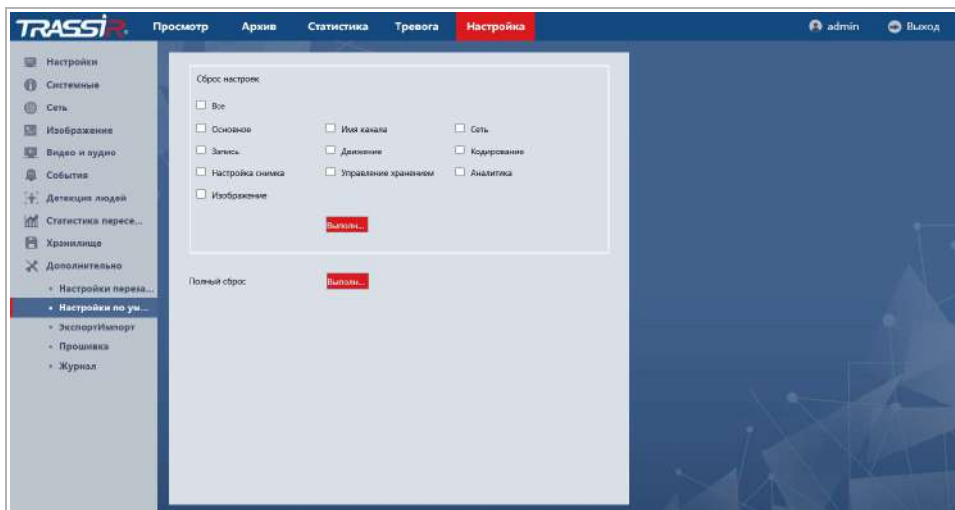 TRASSIR Просмотр Архив Статистика Тревога Настройка admin Выход
Настройки
Системные
Сеть
Изображение
Видео и аудио
События
Детекция людей
Статистика пересе...
Хранилище
Дополнительно
Настройки переза...
Настройки по ум...
ЭкспортИмпорт
Прошивка
Журнал
Сброс настроек
Все
Основное Имя канала Сеть
Запись Движение Кодирование
Настройка снимка Управление хранением Аналитика
Изображение
Выполн...
Полный сброс Выполн...